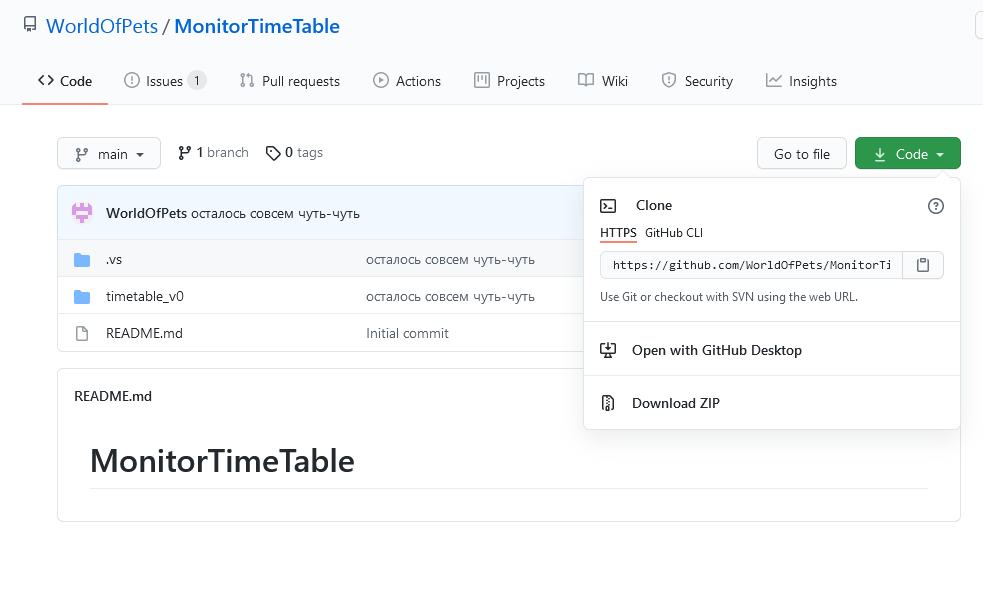 WorldOfPets / MonitorTimeTable
Code Issues 1 Pull requests Actions Projects Wiki Security Insights
main 1 branch 0 tags Go to file Code
WorldOfPets осталось совсем чуть-чуть
.vs осталось совсем чуть-чуть
timetable_v0 осталось совсем чуть-чуть
README.md Initial commit
Clone
HTTPS GitHub CLI
https://github.com/WorldOfPets/MonitorTi
Use Git or checkout with SVN using the web URL.
Open with GitHub Desktop
Download ZIP
README.md
MonitorTimeTable